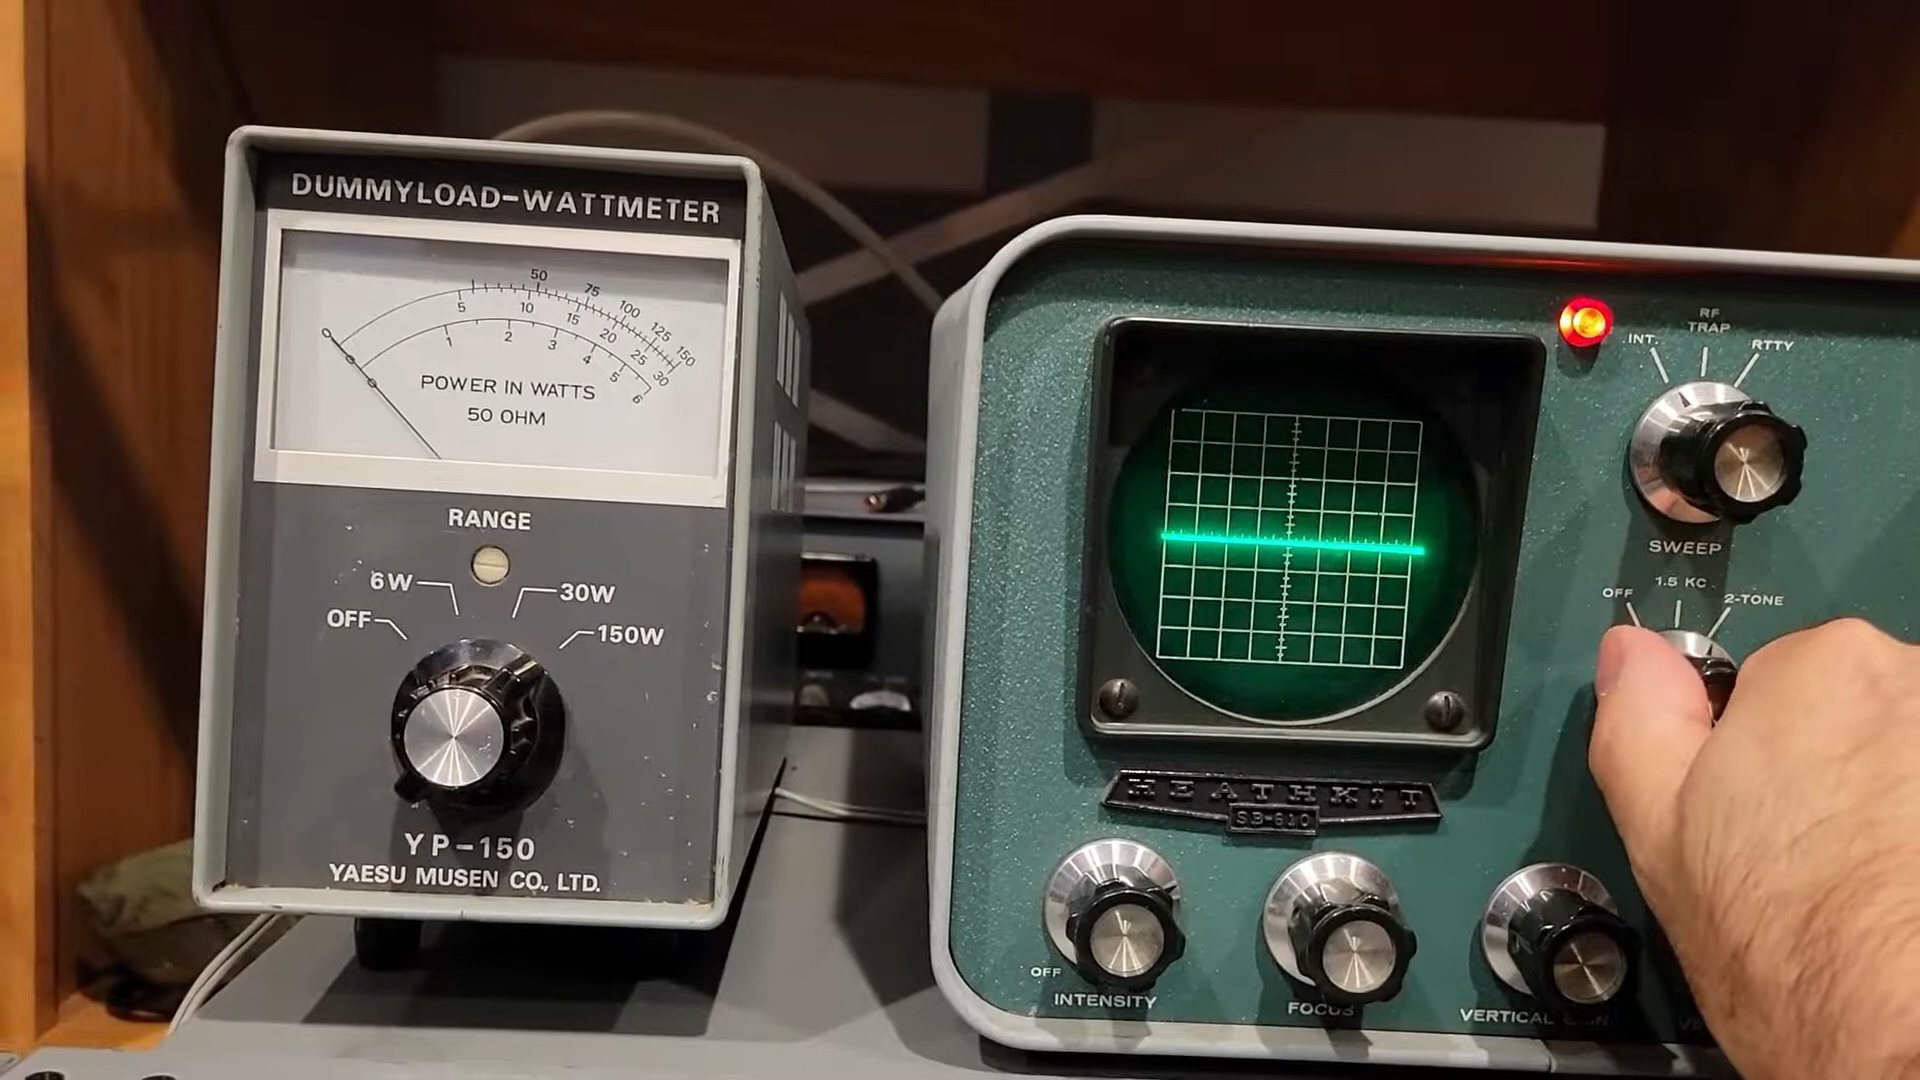 DUMMYLOAD-WATTMETER
50 75 100 125 150
5 10 15 20 25 30
0 1 2 3 4 5 6
POWER IN WATTS
50 OHM
RANGE
6W 30W
OFF 150W
YP-150
YAESU MUSEN CO., LTD.
RF
TRAP
INT. RTTY
SWEEP
1.5 KC
OFF 2-TONE
HEATHKIT
SB-610
OFF
INTENSITY
FOCUS
VERTICAL